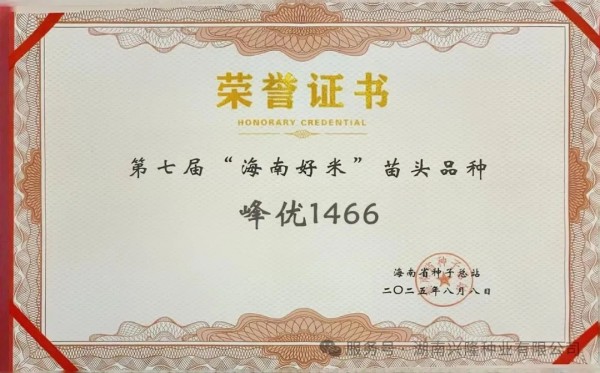 荣誉证书
HONORARY CREDENTIAL
第七届“海南好米”苗头品种
峰优1466
海南省种子总站
二〇二五年八月八日
服务号·海南兴隆种业有限公司